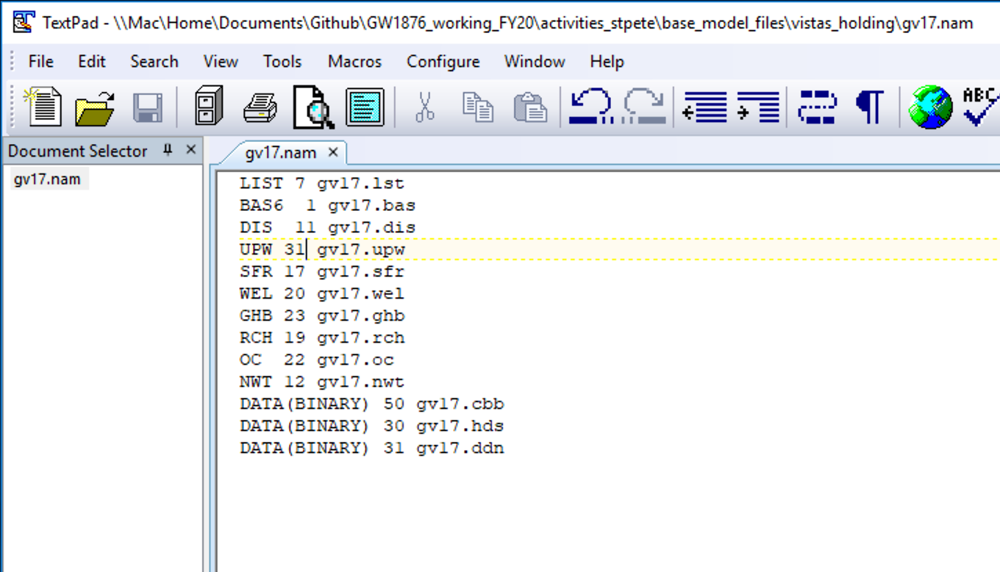 TextPad - \\Mac\Home\Documents\Github\GW1876_working_FY20\activities_stpete\base_model_files\vistas_holding\gv17.nam
File Edit Search View Tools Macros Configure Window Help
ABC
Document Selector
gv17.nam
gv17.nam
LIST 7 gv17.lst
BAS6  1 gv17.bas
DIS  11 gv17.dis
UPW 31 gv17.upw
SFR 17 gv17.sfr
WEL 20 gv17.wel
GHB 23 gv17.ghb
RCH 19 gv17.rch
OC  22 gv17.oc
NWT 12 gv17.nwt
DATA(BINARY) 50 gv17.cbb
DATA(BINARY) 30 gv17.hds
DATA(BINARY) 31 gv17.ddn